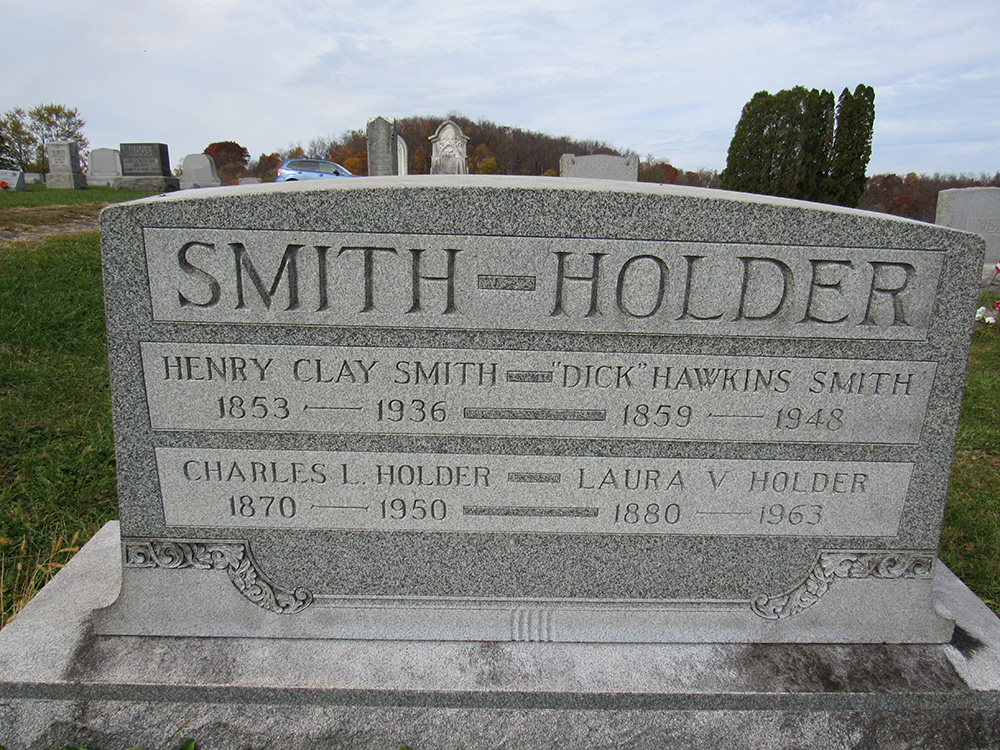 SMITH — HOLDER
HENRY CLAY SMITH — "DICK" HAWKINS SMITH
1853 — 1936 — 1859 — 1948
CHARLES L. HOLDER — LAURA V HOLDER
1870 — 1950 — 1880 — 1963